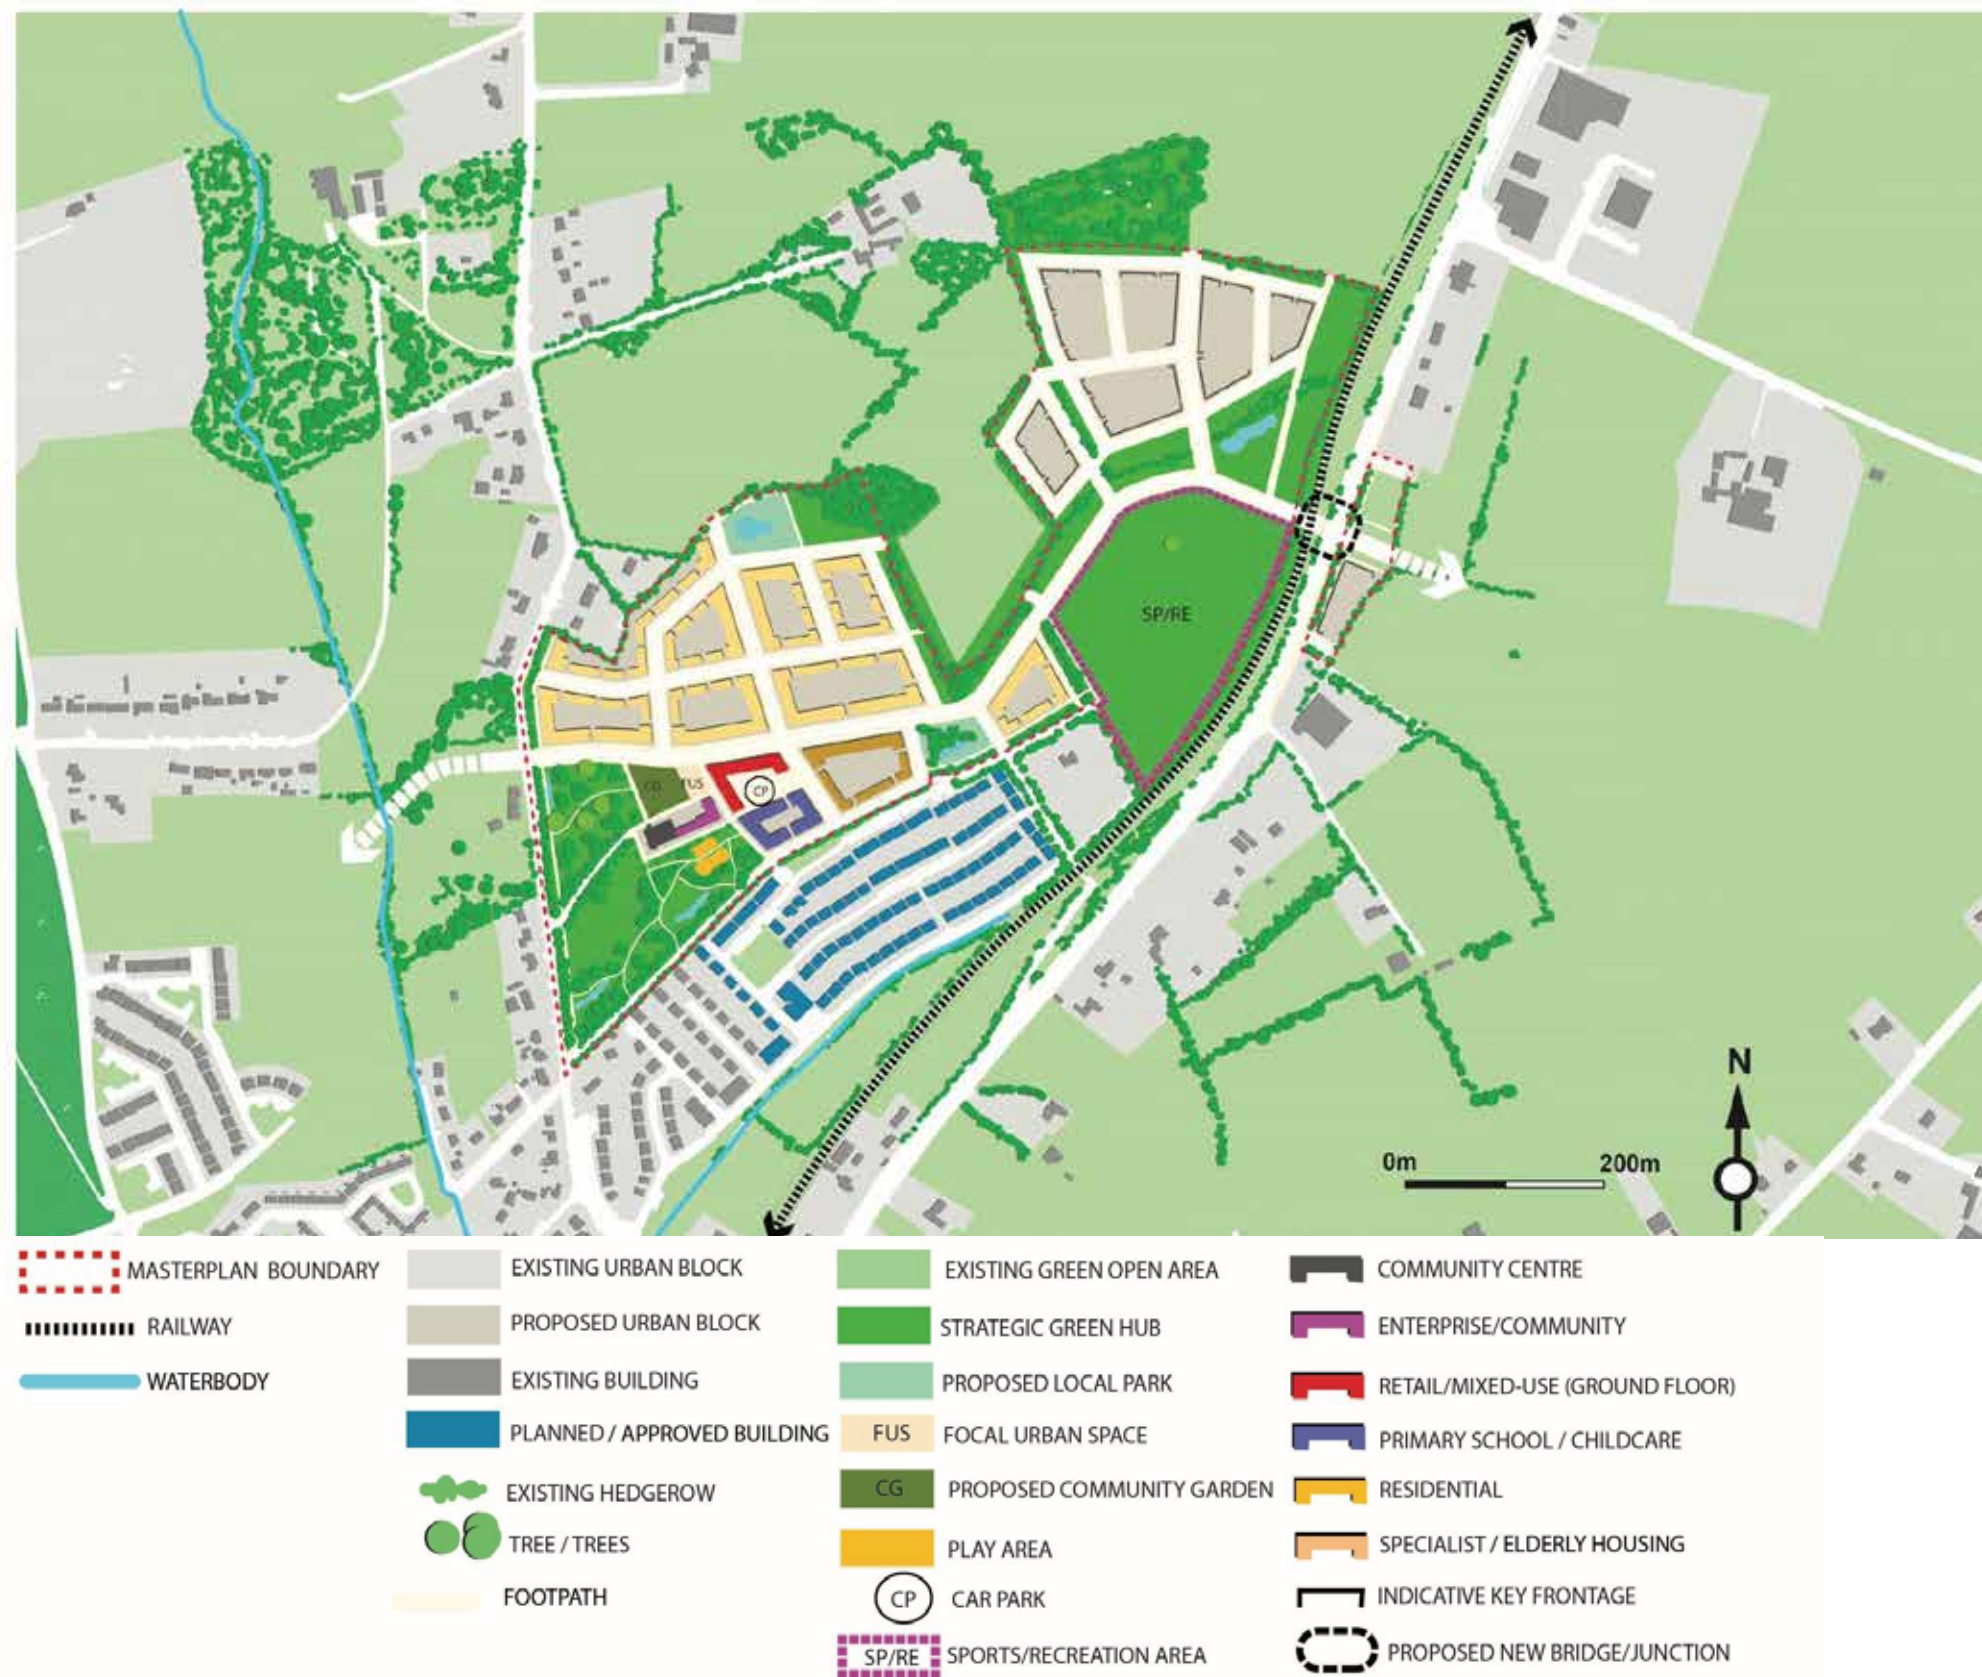 SP/RE
CG
FUS
CP
N
0m 200m
MASTERPLAN BOUNDARY
RAILWAY
WATERBODY
EXISTING URBAN BLOCK
PROPOSED URBAN BLOCK
EXISTING BUILDING
PLANNED / APPROVED BUILDING
EXISTING HEDGEROW
TREE / TREES
FOOTPATH
EXISTING GREEN OPEN AREA
STRATEGIC GREEN HUB
PROPOSED LOCAL PARK
FUS FOCAL URBAN SPACE
CG PROPOSED COMMUNITY GARDEN
PLAY AREA
CP CAR PARK
SP/RE SPORTS/RECREATION AREA
COMMUNITY CENTRE
ENTERPRISE/COMMUNITY
RETAIL/MIXED-USE (GROUND FLOOR)
PRIMARY SCHOOL / CHILDCARE
RESIDENTIAL
SPECIALIST / ELDERLY HOUSING
INDICATIVE KEY FRONTAGE
PROPOSED NEW BRIDGE/JUNCTION